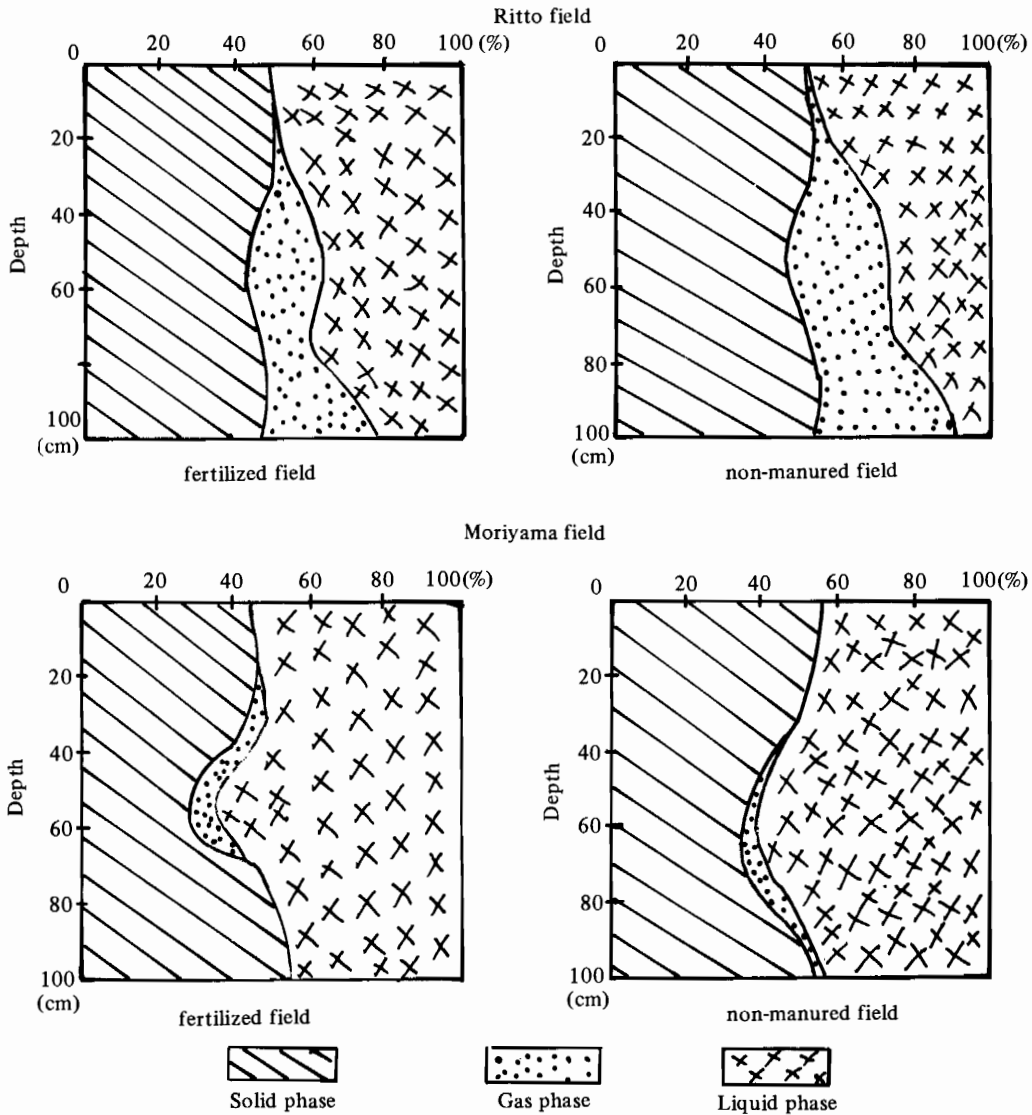 Ritto field
0 20 40 60 80 100 (%)
Depth
20
40
60
100
(cm)
fertilized field
0 20 40 60 80 100(%)
Depth
20
40
60
80
100
(cm)
non-manured field
Moriyama field
0 20 40 60 80 100(%)
Depth
20
40
60
80
100
(cm)
fertilized field
0 20 40 60 80 100(%)
Depth
20
40
60
80
100
(cm)
non-manured field
Solid phase
Gas phase
Liquid phase